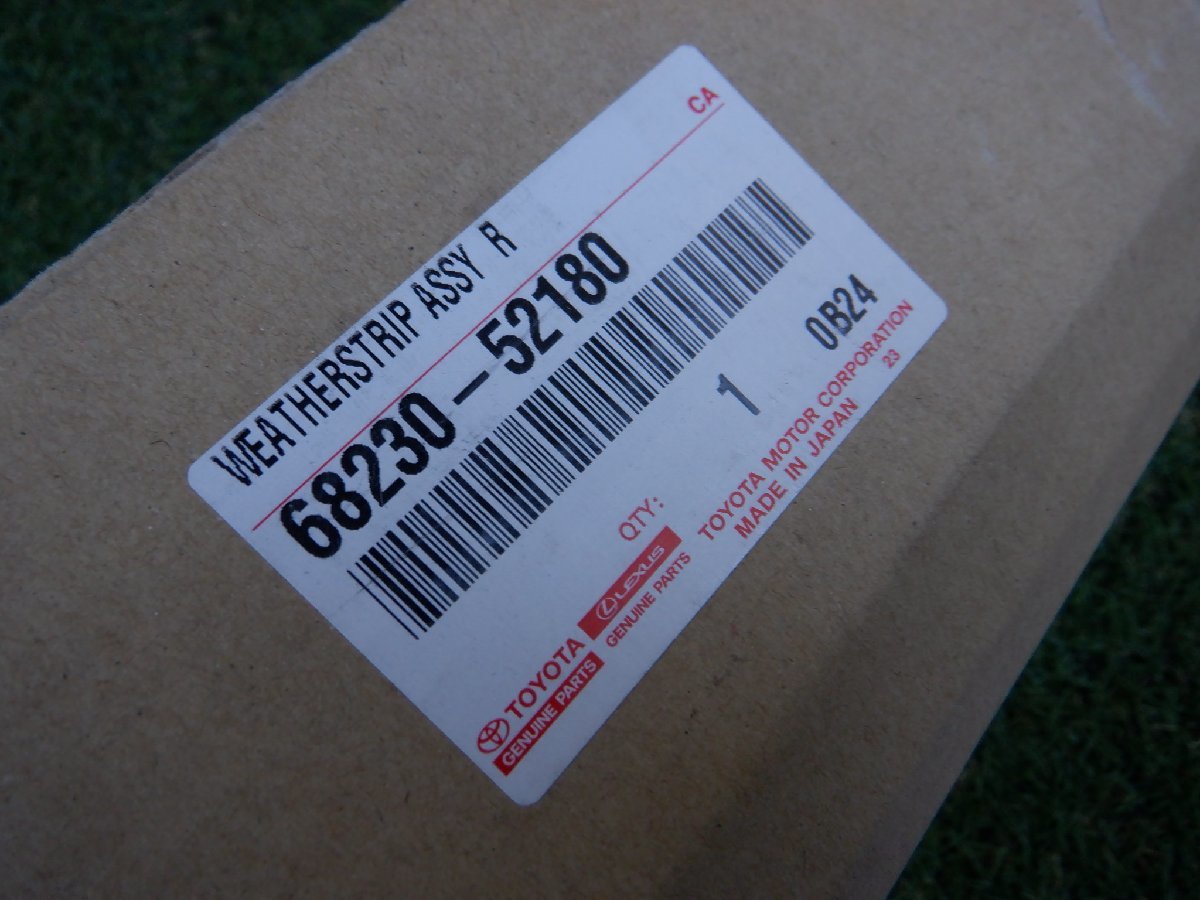 CA
WEATHERSTRIP ASSY R
68230-52180
QTY: 1 0B24
TOYOTA LEXUS TOYOTA MOTOR CORPORATION
GENUINE PARTS GENUINE PARTS MADE IN JAPAN 23